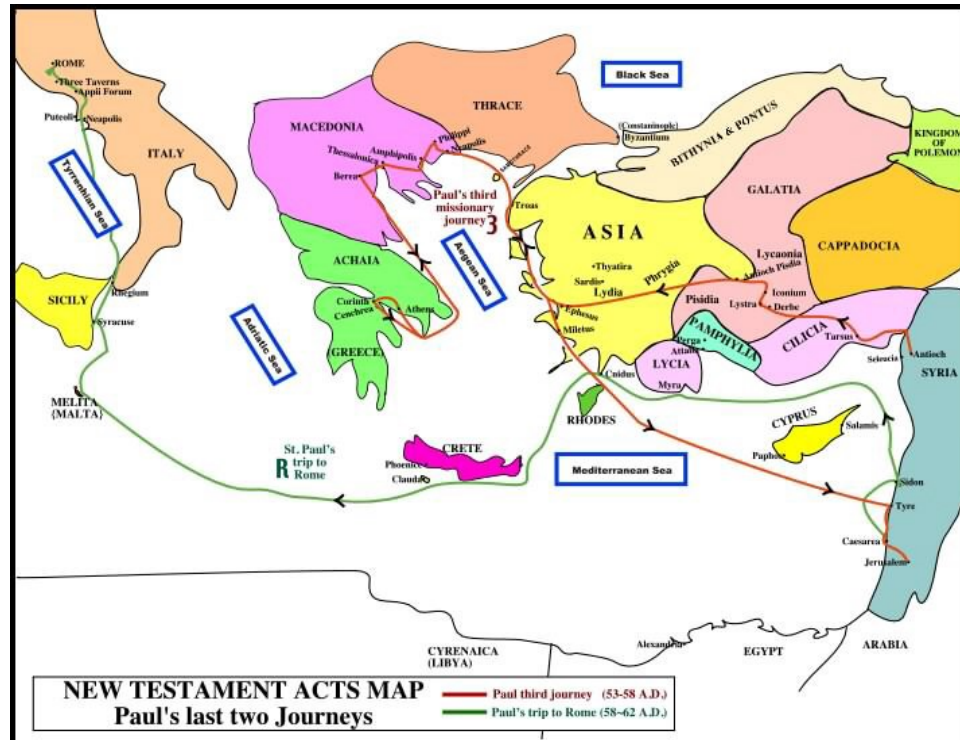 ROME
Three Taverns
Appii Forum
Puteoli
Neapolis
ITALY
Tyrrenhian Sea
SICILY
Rhegium
Syracuse
MELITA
{MALTA}
Adriatic Sea
MACEDONIA
THRACE
Black Sea
Philippi
Neapolis
Amphipolis
Thessalonica
Berra
SAMOTHRACE
(Constaninople)
Byzantium
BITHYNIA & PONTUS
KINGDOM
OF
POLEMON
GALATIA
CAPPADOCIA
Paul's third
missionary
journey 3
Troas
Aegean Sea
ASIA
Thyatira
Sardis
Lydia
Phrygia
Lycaonia
Antioch Pisdia
Iconium
Lystra
Derbe
Pisidia
ACHAIA
Corinth
Cenchrea
Athens
GREECE
Ephesus
Miletus
PAMPHYLIA
Perga
LYCIA
Myra
CILICIA
Tarsus
Seleucia
Antioch
SYRIA
Cnidus
RHODES
CYPRUS
Salamis
Paphos
St. Paul's
R trip to
Rome
CRETE
Phoenice
Clauda
Mediterranean Sea
Sidon
Tyre
Caesarea
Jerusalem
Alexandria
EGYPT
ARABIA
CYRENAICA
(LIBYA)
NEW TESTAMENT ACTS MAP
Paul's last two Journeys
Paul third journey (53-58 A.D.)
Paul's trip to Rome (58~62 A.D.)